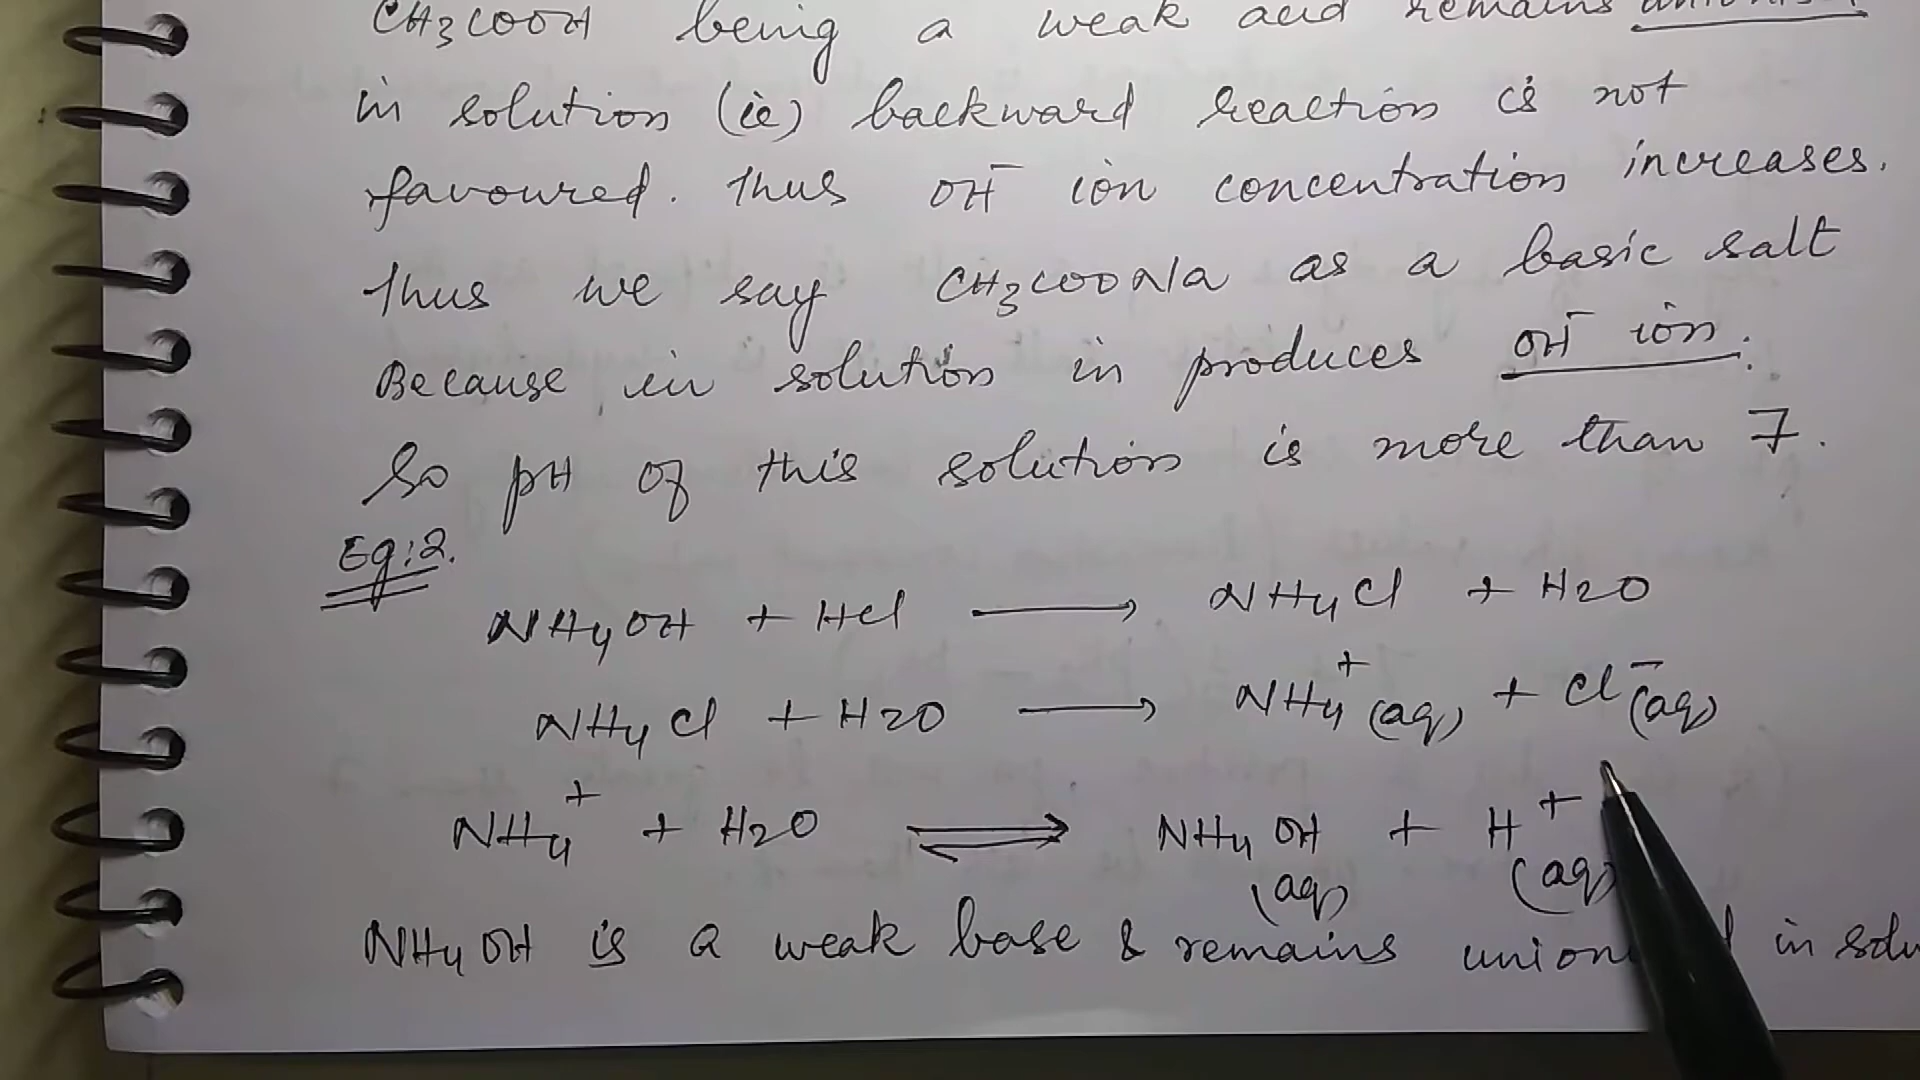 CH3COOH being a weak acid remains
in solution (ie) backward reaction is not
favoured. Thus OH⁻ ion concentration increases.
Thus we say CH3COONa as a basic salt
Because in solution in produces OH⁻ ion.
So pH of this solution is more than 7.
Eg:2.
NH4OH + HCl ⟶ NH4Cl + H2O
NH4Cl + H2O ⟶ NH4⁺(aq) + Cl⁻(aq)
NH4⁺ + H2O ⇌ NH4OH(aq) + H⁺(aq)
NH4OH is a weak base & remains in